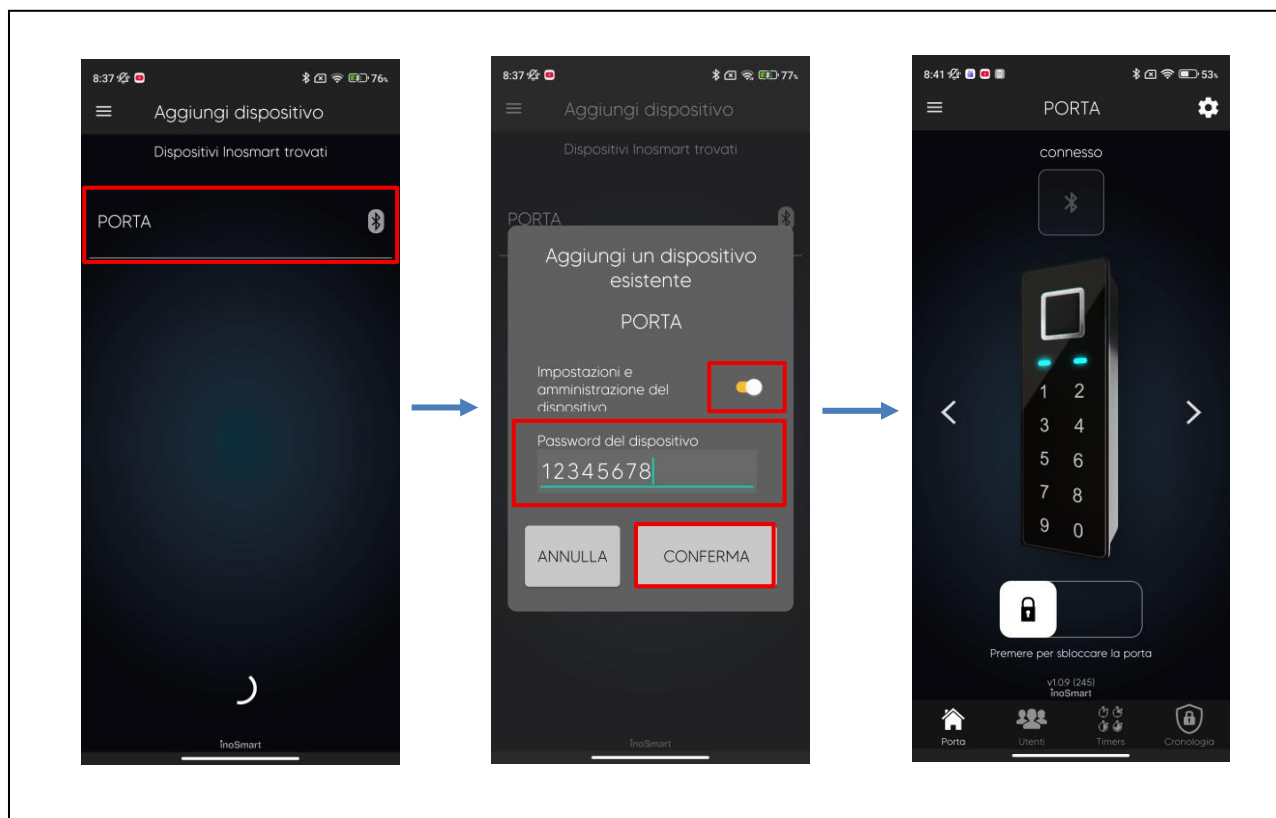 8:37 76%
Aggiungi dispositivo
Dispositivi Inosmart trovati
PORTA
inoSmart
8:37 77%
Aggiungi dispositivo
Dispositivi Inosmart trovati
PORTA
Aggiungi un dispositivo
esistente
PORTA
Impostazioni e
amministrazione del
dispositivo
Password del dispositivo
12345678
ANNULLA CONFERMA
inoSmart
8:41 53%
PORTA
connesso
1 2
3 4
5 6
7 8
9 0
Premere per sbloccare la porta
v1.0.9 (245)
inoSmart
Porta Utenti Timers Cronologia